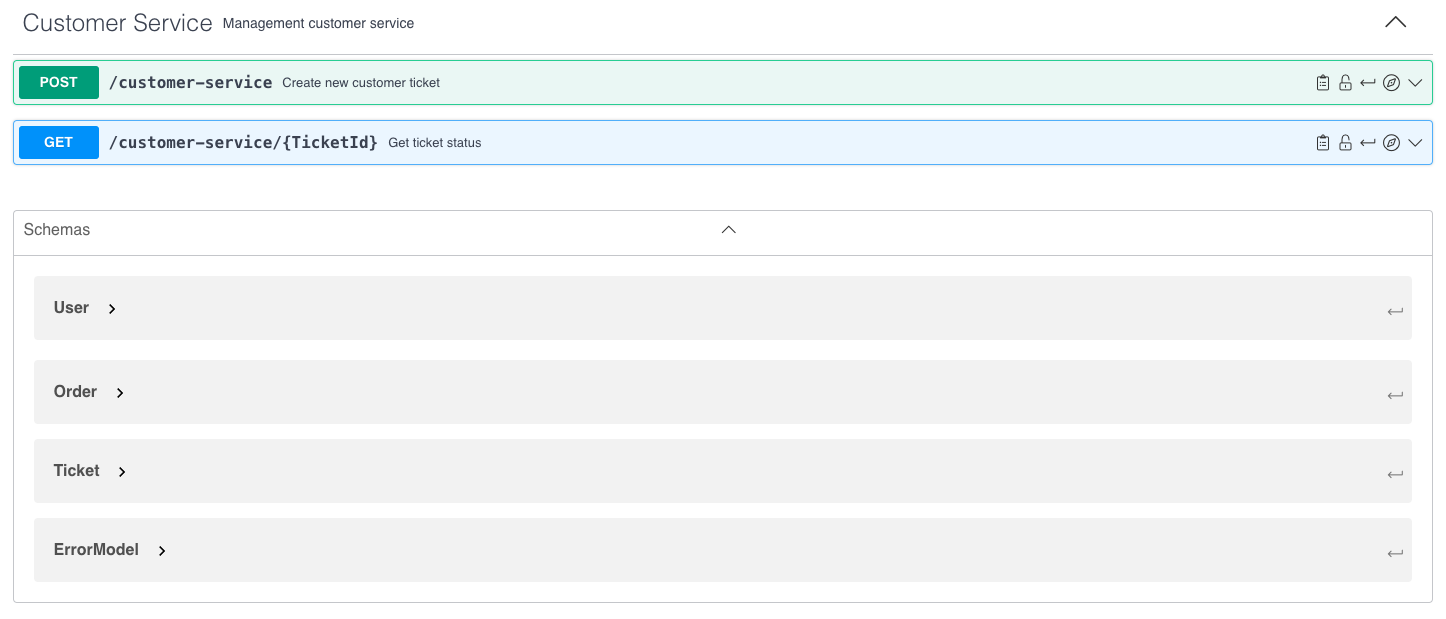 Customer Service Management customer service
POST /customer-service Create new customer ticket
GET /customer-service/{TicketId} Get ticket status
Schemas
User
Order
Ticket
ErrorModel